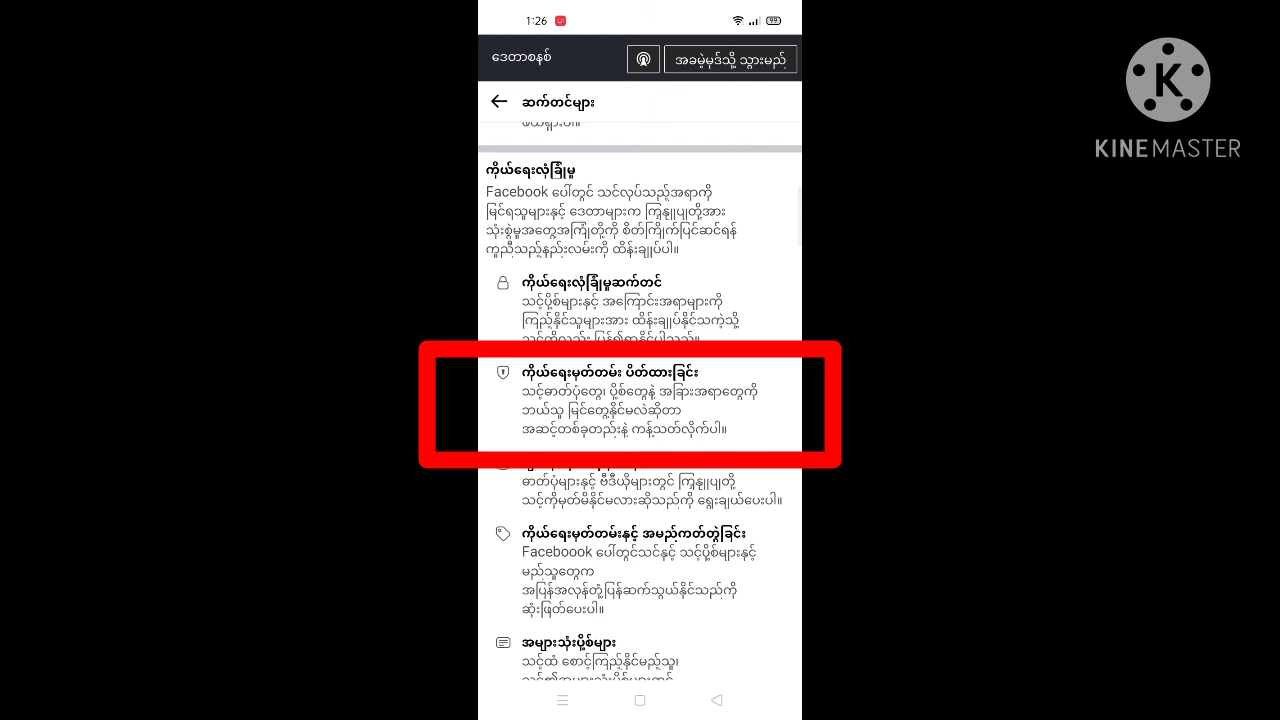 1:26
99
ဒေတာစနစ်
အခမဲ့မုဒ်သို့ သွားမည်
ဆက်တင်များ
ကိုယ်ရေးလုံခြုံမှု
Facebook ပေါ်တွင် သင်လုပ်သည့်အရာကို
မြင်ရသူများနှင့် ဒေတာများက ကြွန်ုပျတို့အား
သုံးစွဲမှုအတွေ့အကြုံတို့ကို စိတ်ကြိုက်ပြင်ဆင်ရန်
ကူညီသည့်နည်းလမ်းကို ထိန်းချုပ်ပါ။
ကိုယ်ရေးလုံခြုံမှုဆက်တင်
သင့်ပို့စ်များနှင့် အကြောင်းအရာများကို
ကြည့်နိုင်သူများအား ထိန်းချုပ်နိုင်သကဲ့သို့
ကိုယ်ရေးမှတ်တမ်း ပိတ်ထားခြင်း
သင့်ဓာတ်ပုံတွေ၊ ပို့စ်တွေနဲ့ အခြားအရာတွေကို
ဘယ်သူ မြင်တွေ့နိုင်မလဲဆိုတာ
အဆင့်တစ်ခုတည်းနဲ့ ကန့်သတ်လိုက်ပါ။
ဓာတ်ပုံများနှင့် ဗီဒီယိုများတွင် ကြွန်ုပျတို့
သင့်ကိုမှတ်မိနိုင်မလားဆိုသည်ကို ရွေးချယ်ပေးပါ။
ကိုယ်ရေးမှတ်တမ်းနှင့် အမည်ကတ်တွဲခြင်း
Faceboook ပေါ်တွင်သင်နှင့် သင့်ပို့စ်များနှင့်
မည်သူတွေက
အပြန်အလှန်တုံ့ပြန်ဆက်သွယ်နိုင်သည်ကို
ဆုံးဖြတ်ပေးပါ။
အများသုံးပို့စ်များ
သင့်ထံ စောင့်ကြည့်နိုင်မည့်သူ၊
KINEMASTER